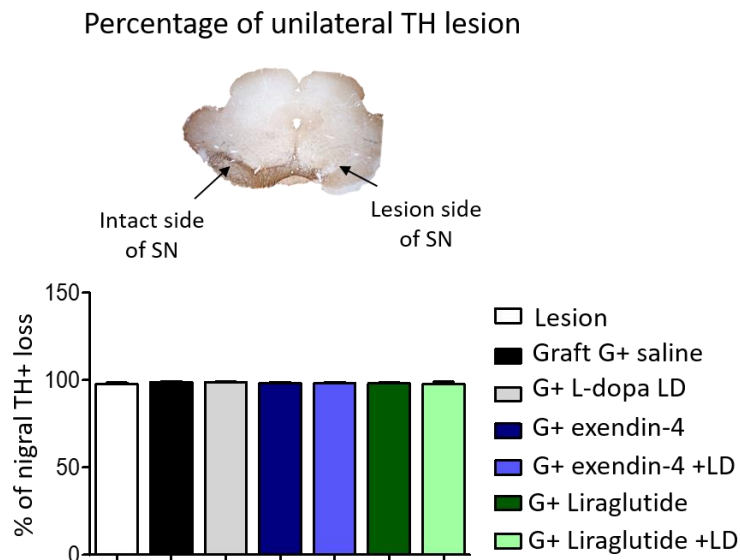 Percentage of unilateral TH lesion
Intact side
of SN
Lesion side
of SN
% of nigral TH+ loss
150
100
50
0
Lesion
Graft G+ saline
G+ L-dopa LD
G+ exendin-4
G+ exendin-4 +LD
G+ Liraglutide
G+ Liraglutide +LD